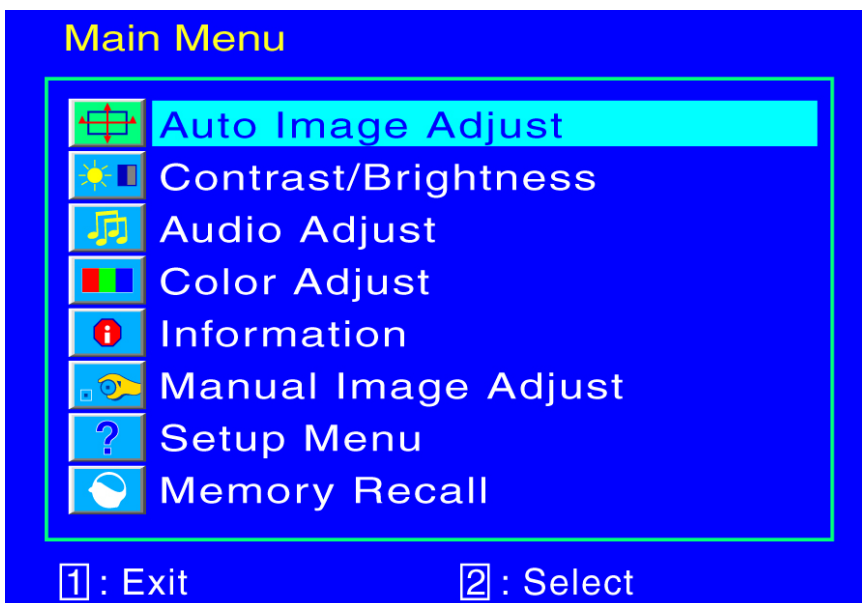 Main Menu
Auto Image Adjust
Contrast/Brightness
Audio Adjust
Color Adjust
Information
Manual Image Adjust
Setup Menu
Memory Recall
1 : Exit 2 : Select